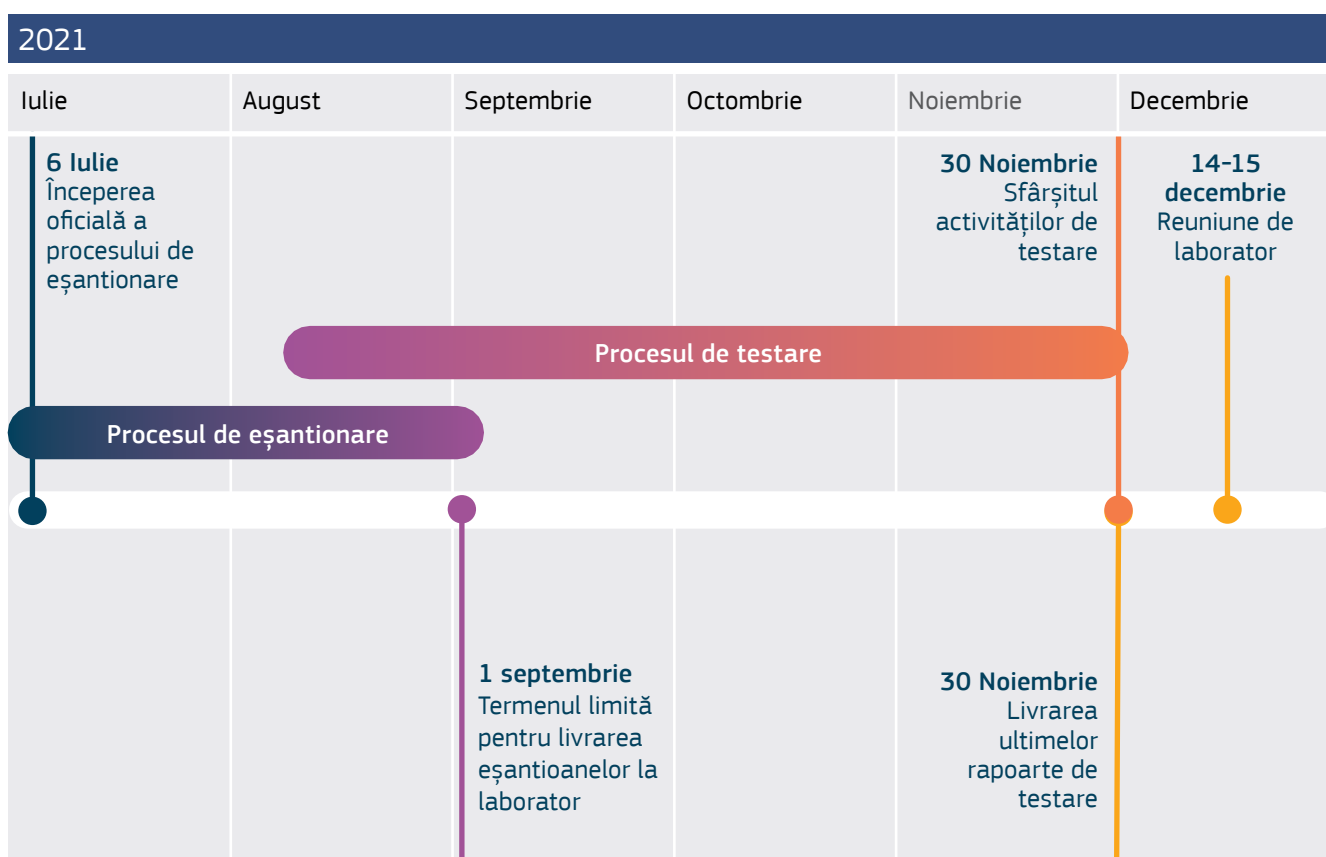 2021
Iulie
August
Septembrie
Octombrie
Noiembrie
Decembrie
6 Iulie
Începerea
oficială a
procesului de
eșantionare
30 Noiembrie
Sfârșitul
activităților de
testare
14-15
decembrie
Reuniune de
laborator
Procesul de testare
Procesul de eșantionare
1 septembrie
Termenul limită
pentru livrarea
eșantioanelor la
laborator
30 Noiembrie
Livrarea
ultimelor
rapoarte de
testare